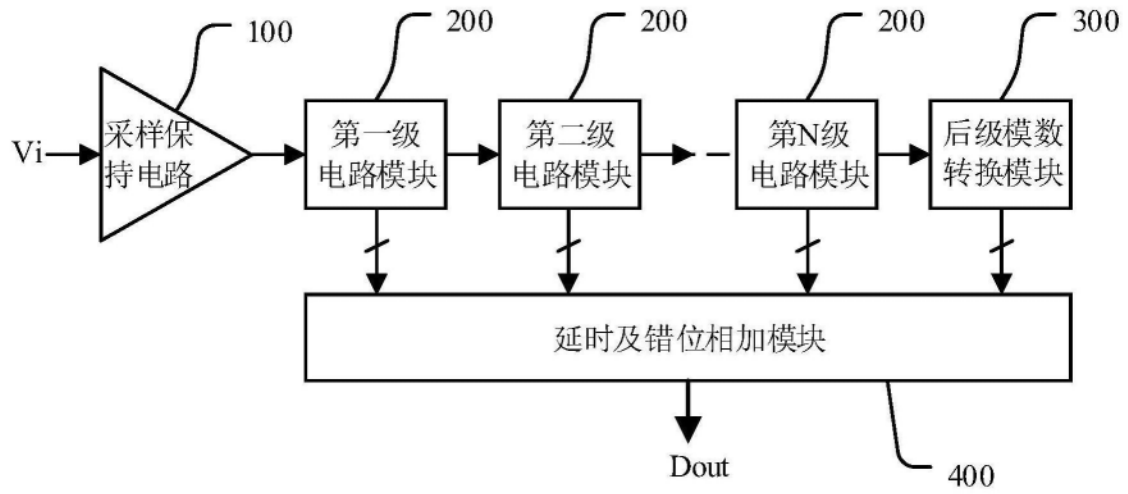 100
200
200
200
300
Vi
采样保
持电路
第一级
电路模块
第二级
电路模块
第N级
电路模块
后级模数
转换模块
延时及错位相加模块
Dout
400